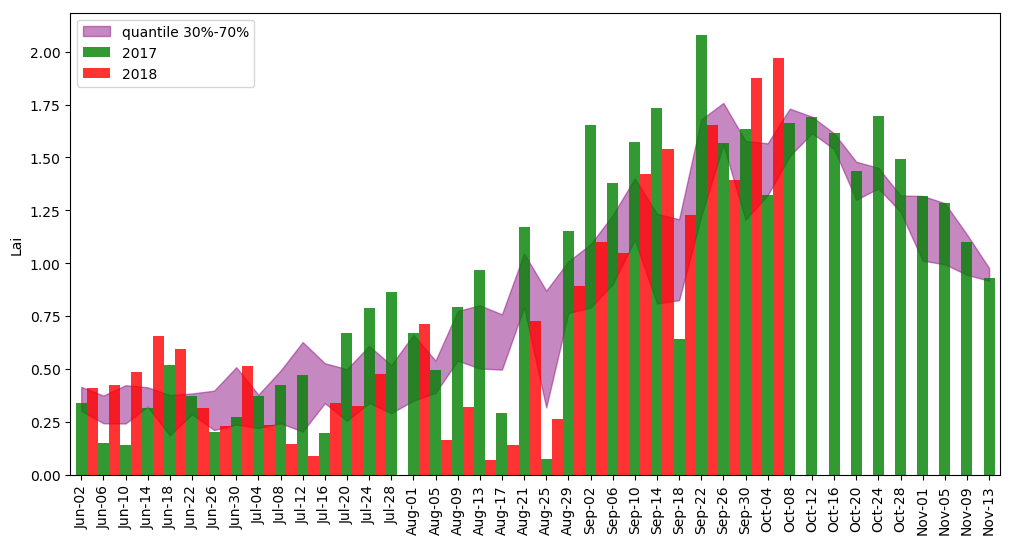 quantile 30%-70%
2017
2018
2.00
1.75
1.50
1.25
1.00
0.75
0.50
0.25
0.00
Lai
Jun-02
Jun-06
Jun-10
Jun-14
Jun-18
Jun-22
Jun-26
Jun-30
Jul-04
Jul-08
Jul-12
Jul-16
Jul-20
Jul-24
Jul-28
Aug-01
Aug-05
Aug-09
Aug-13
Aug-17
Aug-21
Aug-25
Aug-29
Sep-02
Sep-06
Sep-10
Sep-14
Sep-18
Sep-22
Sep-26
Sep-30
Oct-04
Oct-08
Oct-12
Oct-16
Oct-20
Oct-24
Oct-28
Nov-01
Nov-05
Nov-09
Nov-13